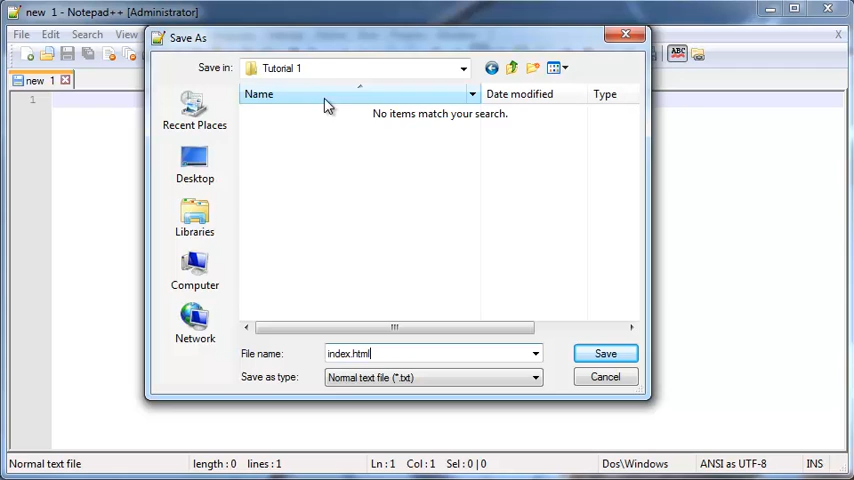 new 1 - Notepad++ [Administrator]
File Edit Search View
X
Save As
new 1
1
Save in: Tutorial 1
Name Date modified Type
No items match your search.
Recent Places
Desktop
Libraries
Computer
Network
File name: index.html Save
Save as type: Normal text file (*.txt) Cancel
Normal text file length : 0 lines : 1 Ln : 1 Col : 1 Sel : 0 | 0 Dos\Windows ANSI as UTF-8 INS